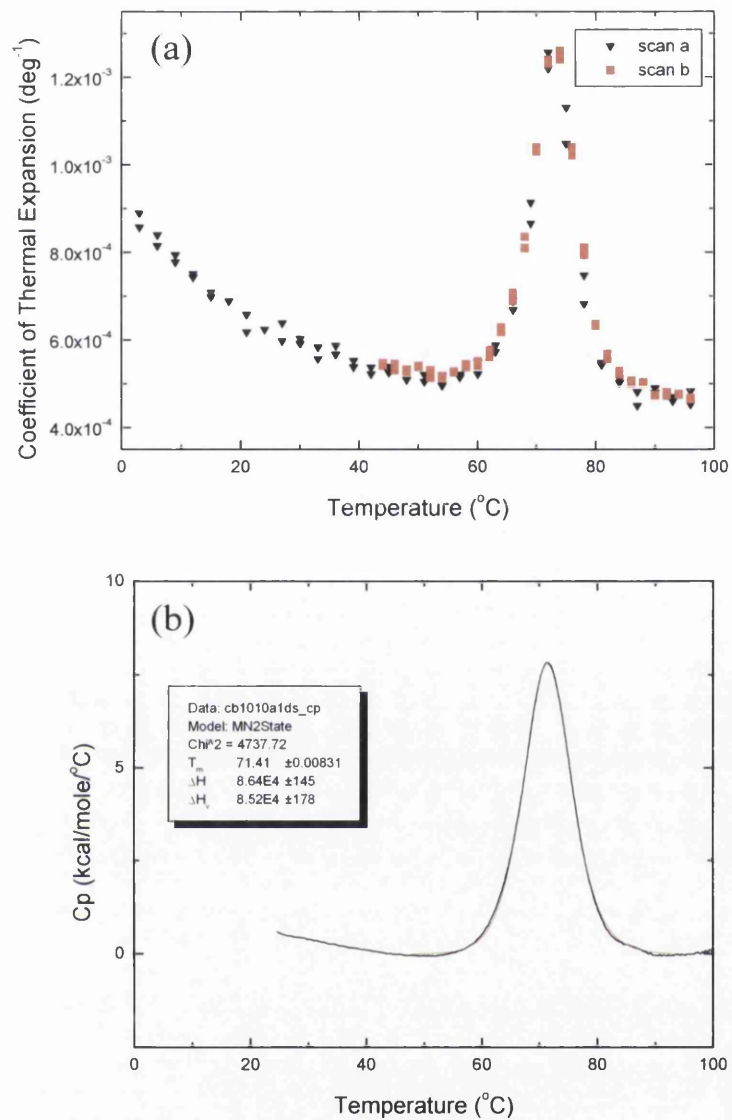 (a)
scan a
scan b
1.2x10⁻³
1.0x10⁻³
8.0x10⁻⁴
6.0x10⁻⁴
4.0x10⁻⁴
Coefficient of Thermal Expansion (deg⁻¹)
0 20 40 60 80 100
Temperature (°C)
(b)
10
5
0
Cp (kcal/mole/°C)
Data: cb1010a1ds_cp
Model: MN2State
Chi^2 = 4737.72
Tₘ 71.41 ±0.00831
ΔH 8.64E4 ±145
ΔHᵥ 8.52E4 ±178
0 20 40 60 80 100
Temperature (°C)